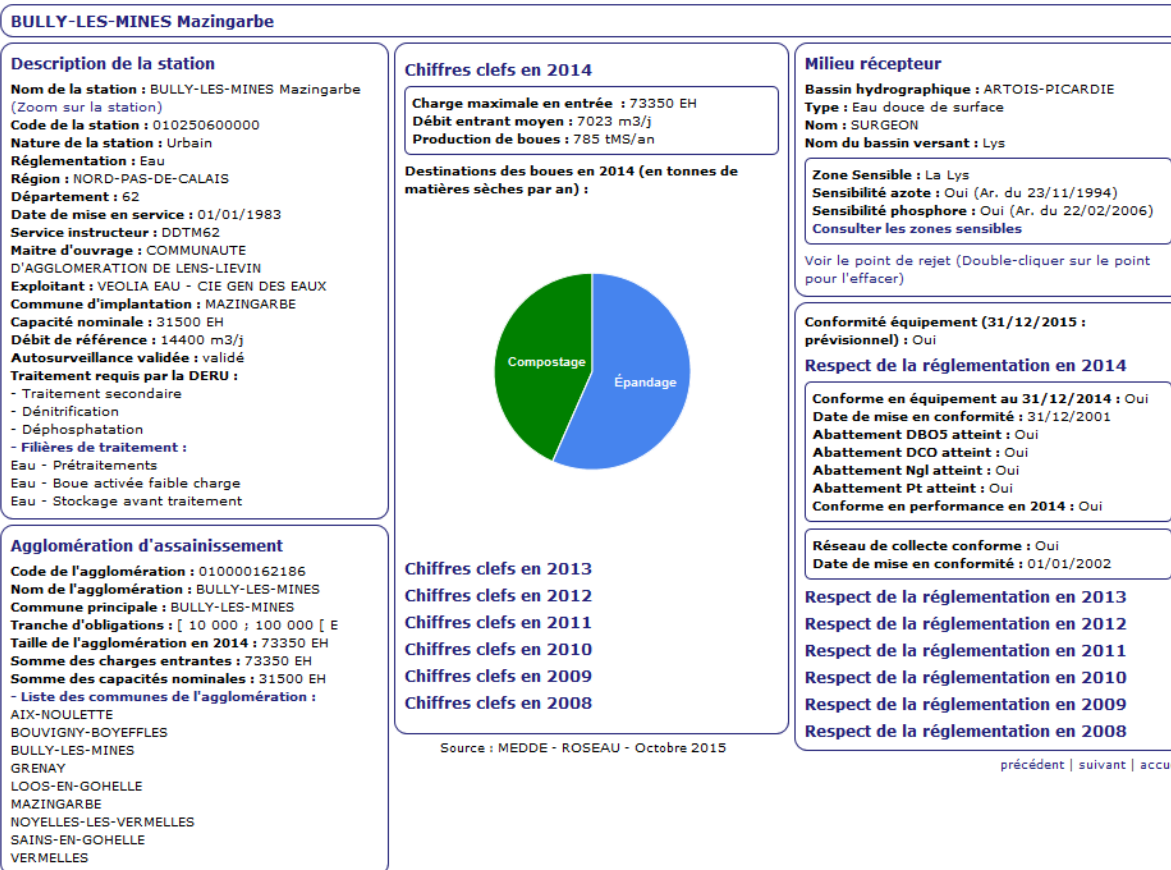 BULLY-LES-MINES Mazingarbe
Description de la station
Nom de la station : BULLY-LES-MINES Mazingarbe
(Zoom sur la station)
Code de la station : 010250600000
Nature de la station : Urbain
Réglementation : Eau
Région : NORD-PAS-DE-CALAIS
Département : 62
Date de mise en service : 01/01/1983
Service instructeur : DDTM62
Maitre d'ouvrage : COMMUNAUTE
D'AGGLOMERATION DE LENS-LIEVIN
Exploitant : VEOLIA EAU - CIE GEN DES EAUX
Commune d'implantation : MAZINGARBE
Capacité nominale : 31500 EH
Débit de référence : 14400 m3/j
Autosurveillance validée : validé
Traitement requis par la DERU :
- Traitement secondaire
- Dénitrification
- Déphosphatation
- Filières de traitement :
Eau - Prétraitements
Eau - Boue activée faible charge
Eau - Stockage avant traitement
Agglomération d'assainissement
Code de l'agglomération : 010000162186
Nom de l'agglomération : BULLY-LES-MINES
Commune principale : BULLY-LES-MINES
Tranche d'obligations : [ 10 000 ; 100 000 [ E
Taille de l'agglomération en 2014 : 73350 EH
Somme des charges entrantes : 73350 EH
Somme des capacités nominales : 31500 EH
- Liste des communes de l'agglomération :
AIX-NOULETTE
BOUVIGNY-BOYEFFLES
BULLY-LES-MINES
GRENAY
LOOS-EN-GOHELLE
MAZINGARBE
NOYELLES-LES-VERMELLES
SAINS-EN-GOHELLE
VERMELLES
Chiffres clefs en 2014
Charge maximale en entrée : 73350 EH
Débit entrant moyen : 7023 m3/j
Production de boues : 785 tMS/an
Destinations des boues en 2014 (en tonnes de
matières sèches par an) :
Compostage
Épandage
Chiffres clefs en 2013
Chiffres clefs en 2012
Chiffres clefs en 2011
Chiffres clefs en 2010
Chiffres clefs en 2009
Chiffres clefs en 2008
Source : MEDDE - ROSEAU - Octobre 2015
Milieu récepteur
Bassin hydrographique : ARTOIS-PICARDIE
Type : Eau douce de surface
Nom : SURGEON
Nom du bassin versant : Lys
Zone Sensible : La Lys
Sensibilité azote : Oui (Ar. du 23/11/1994)
Sensibilité phosphore : Oui (Ar. du 22/02/2006)
Consulter les zones sensibles
Voir le point de rejet (Double-cliquer sur le point
pour l'effacer)
Conformité équipement (31/12/2015 :
prévisionnel) : Oui
Respect de la réglementation en 2014
Conforme en équipement au 31/12/2014 : Oui
Date de mise en conformité : 31/12/2001
Abattement DBO5 atteint : Oui
Abattement DCO atteint : Oui
Abattement Ngl atteint : Oui
Abattement Pt atteint : Oui
Conforme en performance en 2014 : Oui
Réseau de collecte conforme : Oui
Date de mise en conformité : 01/01/2002
Respect de la réglementation en 2013
Respect de la réglementation en 2012
Respect de la réglementation en 2011
Respect de la réglementation en 2010
Respect de la réglementation en 2009
Respect de la réglementation en 2008
précédent | suivant | accu